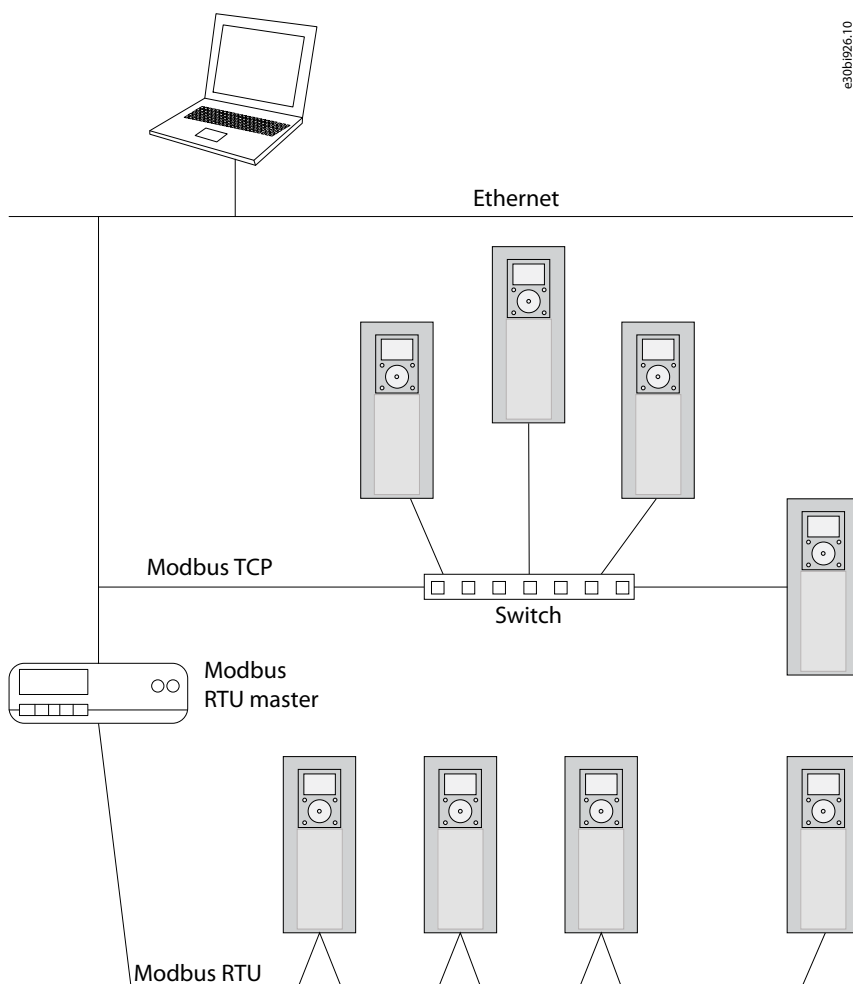 e30bi926.10
Ethernet
Modbus TCP
Switch
Modbus
RTU master
Modbus RTU